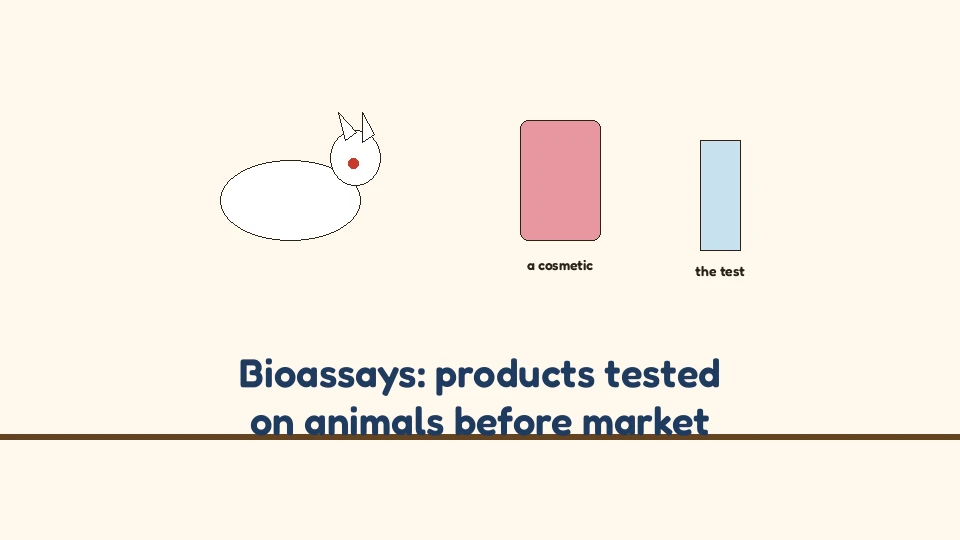 a cosmetic
the test
Bioassays: products tested
on animals before market